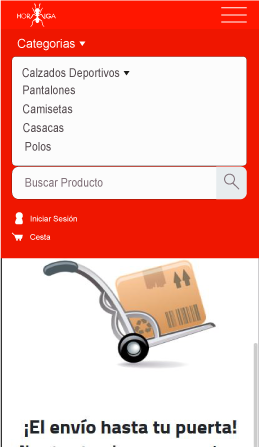 HORMIGA
Categorias
Calzados Deportivos
Pantalones
Camisetas
Casacas
Polos
Buscar Producto
Iniciar Sesión
Cesta
¡El envío hasta tu puerta!